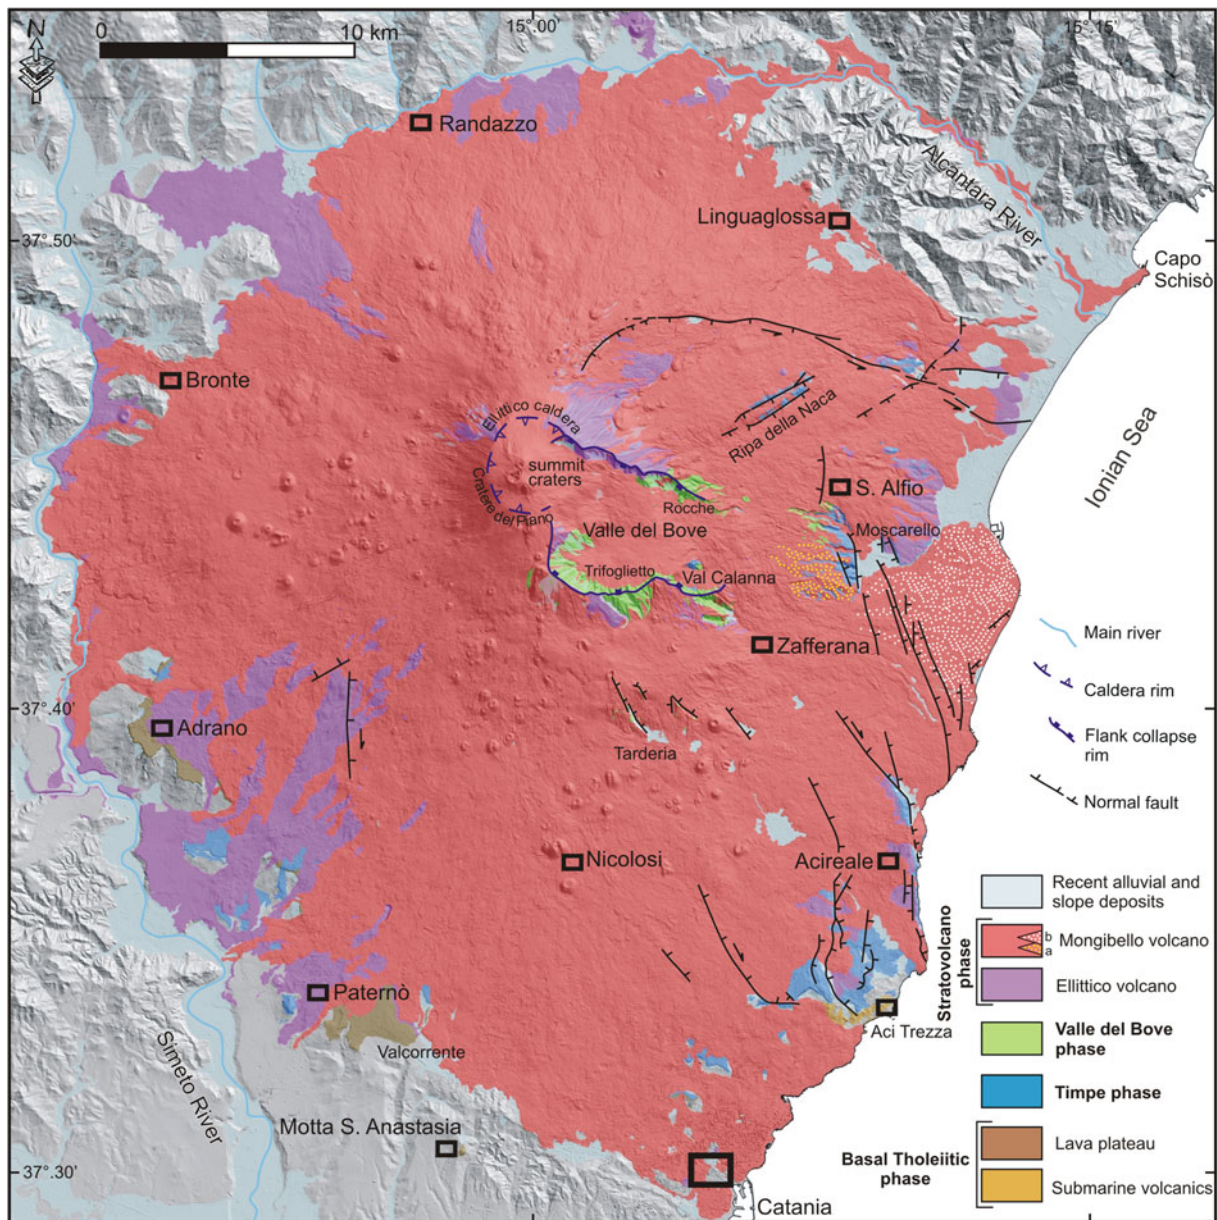 N
0
10 km
15°.00'
15°.15'
Randazzo
Alcantara River
Linguaglossa
37°.50'
Capo
Schisò
Bronte
Ellittico caldera
Ripa della Naca
Ionian Sea
summit
craters
Cratere del Piano
S. Alfio
Rocche
Valle del Bove
Moscarello
Trifoglietto
Val Calanna
Zafferana
Main river
Caldera rim
37°.40'
Adrano
Flank collapse
rim
Tarderia
Normal fault
Nicolosi
Acireale
Recent alluvial and
slope deposits
Stratovolcano
phase
b
a
Mongibello volcano
Ellittico volcano
Paternò
Aci Trezza
Valle del Bove
phase
Valcorrente
Simeto River
Timpe phase
Motta S. Anastasia
Basal Tholeiitic
phase
Lava plateau
37°.30'
Submarine volcanics
Catania